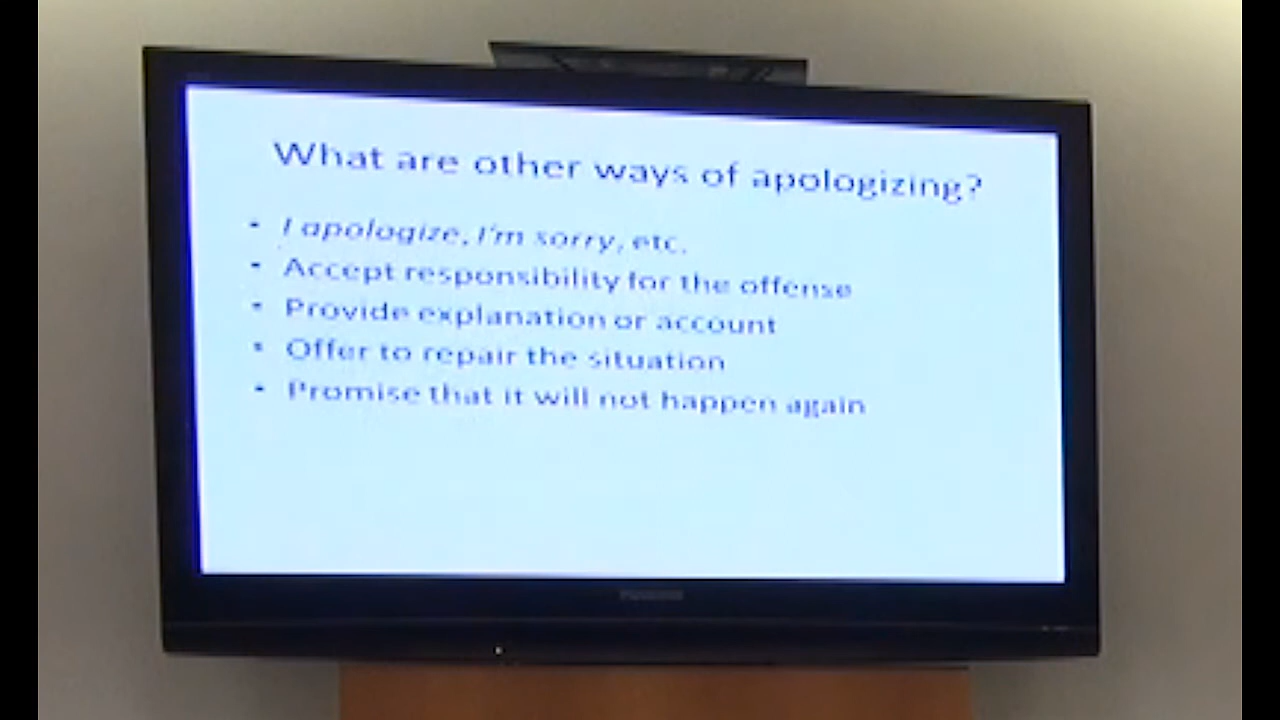 What are other ways of apologizing?
• I apologize, I'm sorry, etc.
• Accept responsibility for the offense
• Provide explanation or account
• Offer to repair the situation
• Promise that it will not happen again